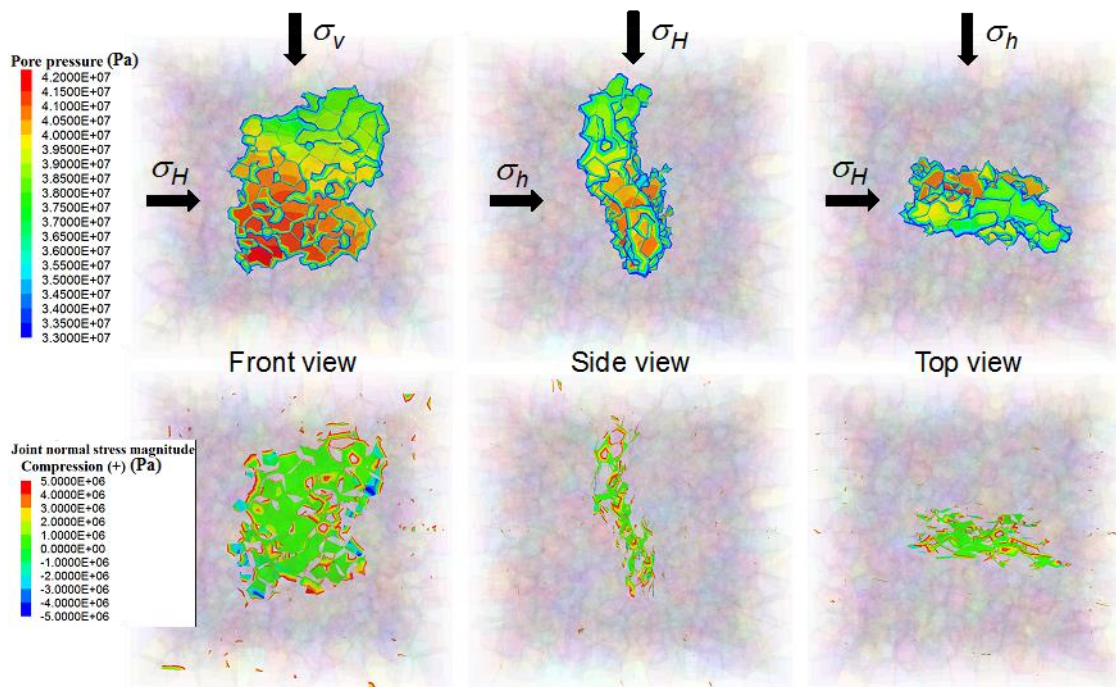 σv
σH
σh
Pore pressure (Pa)
4.2000E+07
4.1500E+07
4.1000E+07
4.0500E+07
4.0000E+07
3.9500E+07
3.9000E+07
3.8500E+07
3.8000E+07
3.7500E+07
3.7000E+07
3.6500E+07
3.6000E+07
3.5500E+07
3.5000E+07
3.4500E+07
3.4000E+07
3.3500E+07
3.3000E+07
σH
σh
σH
Front view
Side view
Top view
Joint normal stress magnitude
Compression (+) (Pa)
5.0000E+06
4.0000E+06
3.0000E+06
2.0000E+06
1.0000E+06
0.0000E+00
-1.0000E+06
-2.0000E+06
-3.0000E+06
-4.0000E+06
-5.0000E+06